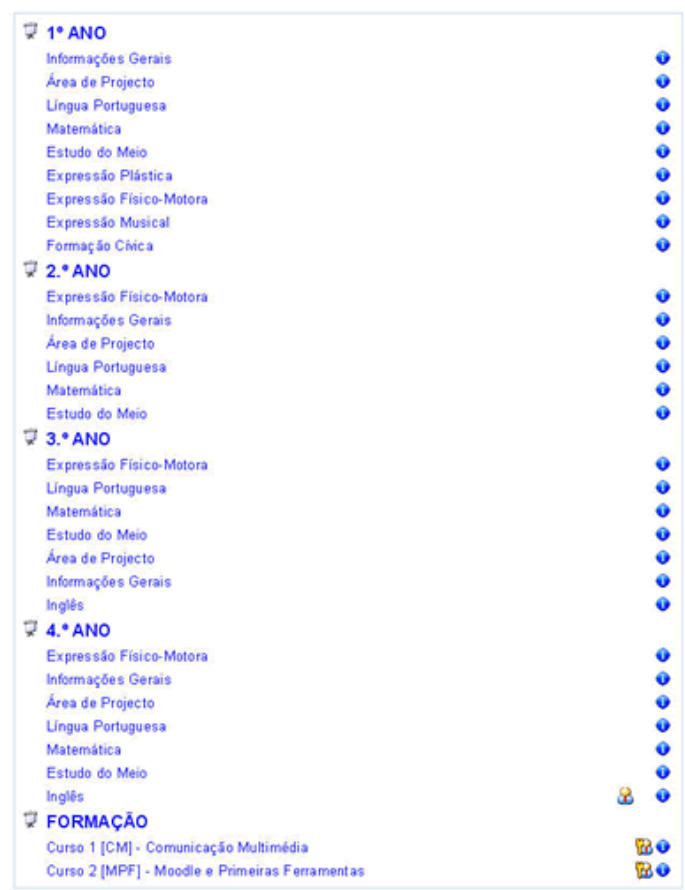 1º ANO
Informações Gerais
Área de Projecto
Língua Portuguesa
Matemática
Estudo do Meio
Expressão Plástica
Expressão Físico-Motora
Expressão Musical
Formação Cívica
2.º ANO
Expressão Físico-Motora
Informações Gerais
Área de Projecto
Língua Portuguesa
Matemática
Estudo do Meio
3.º ANO
Expressão Físico-Motora
Língua Portuguesa
Matemática
Estudo do Meio
Área de Projecto
Informações Gerais
Inglês
4.º ANO
Expressão Físico-Motora
Informações Gerais
Área de Projecto
Língua Portuguesa
Matemática
Estudo do Meio
Inglês
FORMAÇÃO
Curso 1 [CM] - Comunicação Multimédia
Curso 2 [MPF] - Moodle e Primeiras Ferramentas